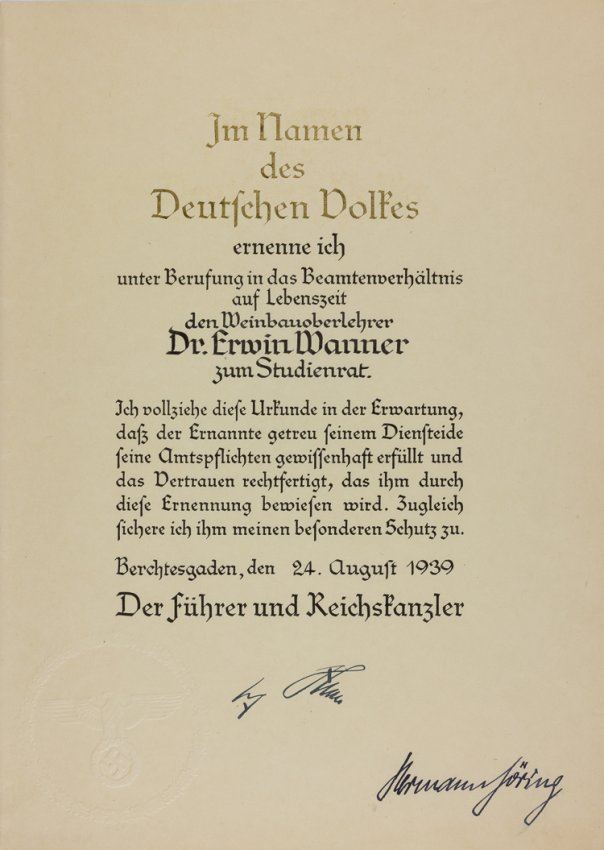 Im Namen
des
Deutschen Volkes
ernenne ich
unter Berufung in das Beamtenverhältnis
auf Lebenszeit
den Weinbauoberlehrer
Dr. Erwin Wanner
zum Studienrat.
Ich vollziehe diese Urkunde in der Erwartung,
daß der Ernannte getreu seinem Diensteide
seine Amtspflichten gewissenhaft erfüllt und
das Vertrauen rechtfertigt, das ihm durch
diese Ernennung bewiesen wird. Zugleich
sichere ich ihm meinen besonderen Schutz zu.
Berchtesgaden, den 24. August 1939
Der Führer und Reichskanzler
Hermann Göring